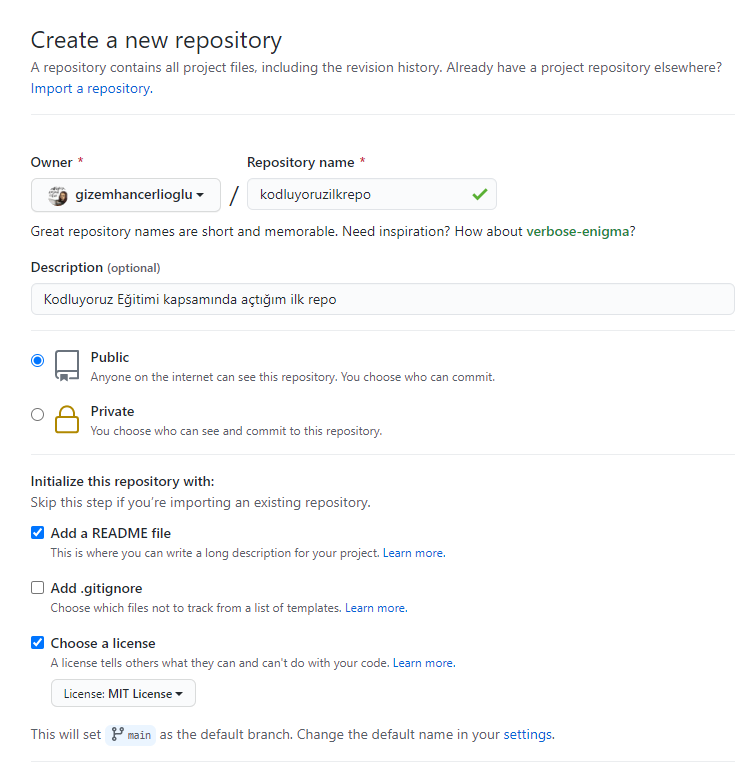 Create a new repository
A repository contains all project files, including the revision history. Already have a project repository elsewhere?
Import a repository.
Owner *
Repository name *
gizemhancerlioglu
/
kodluyoruzilkrepo
Great repository names are short and memorable. Need inspiration? How about verbose-enigma?
Description (optional)
Kodluyoruz Eğitimi kapsamında açtığım ilk repo
Public
Anyone on the internet can see this repository. You choose who can commit.
Private
You choose who can see and commit to this repository.
Initialize this repository with:
Skip this step if you're importing an existing repository.
Add a README file
This is where you can write a long description for your project. Learn more.
Add .gitignore
Choose which files not to track from a list of templates. Learn more.
Choose a license
A license tells others what they can and can't do with your code. Learn more.
License: MIT License
This will set main as the default branch. Change the default name in your settings.